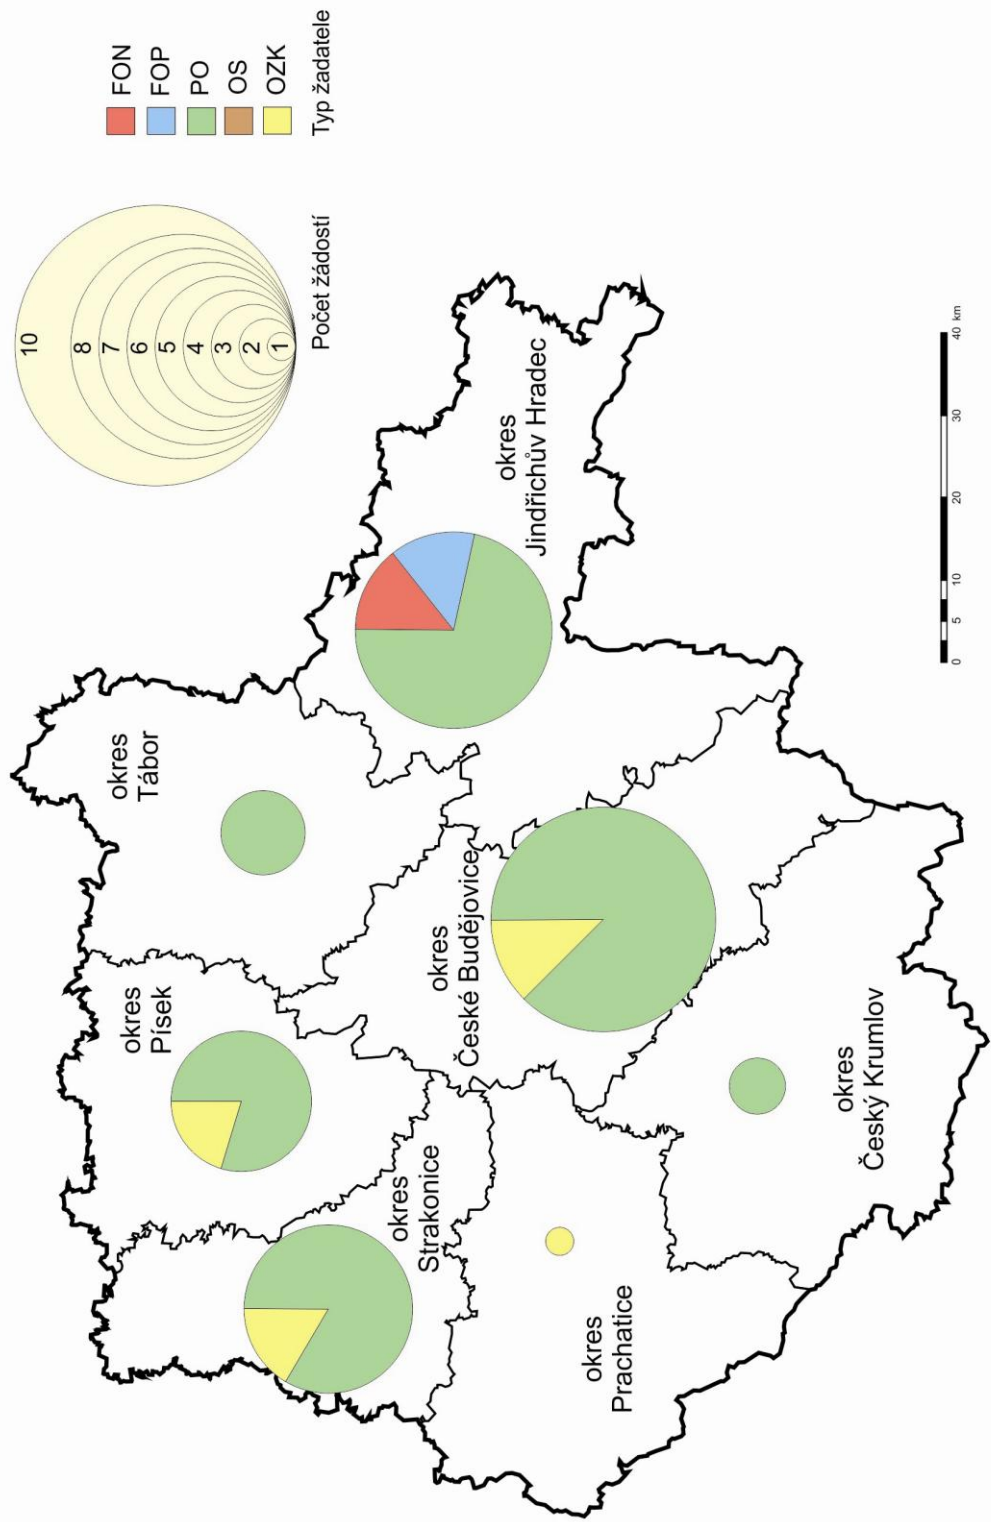 okres
Tábor
okres
Písek
okres
Strakonice
okres
České Budějovice
okres
Jindřichův Hradec
okres
Prachatice
okres
Český Krumlov
10
8
7
6
5
4
3
2
1
Počet žádostí
FON
FOP
PO
OS
OZK
Typ žadatele
0 5 10 20 30 40 km